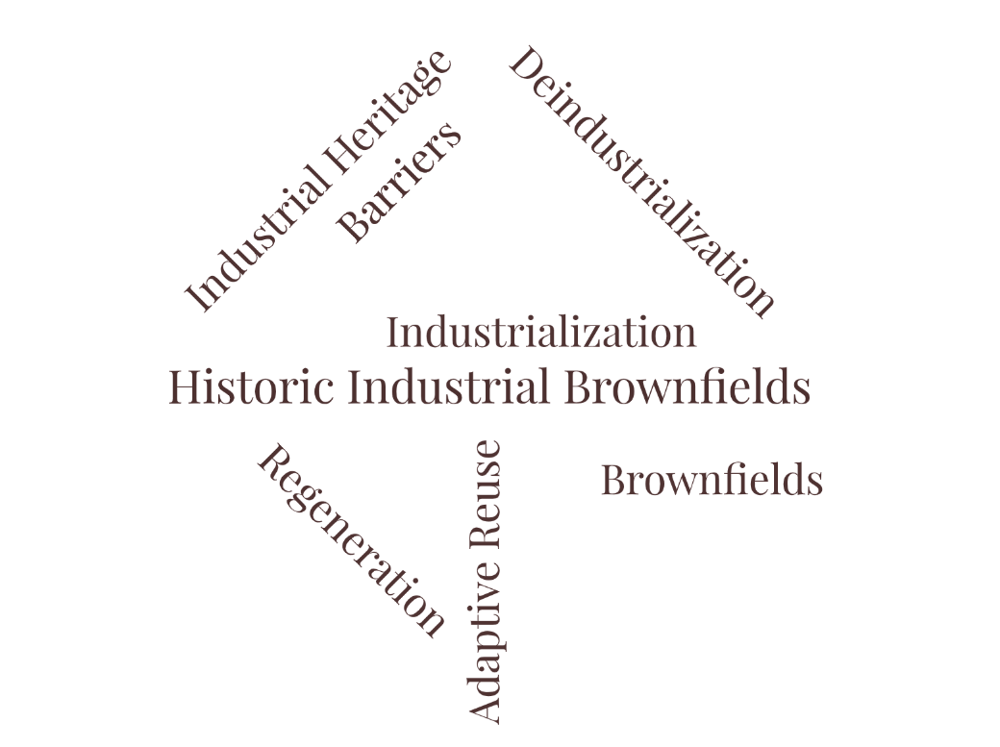 Industrial Heritage
Deindustrialization
Barriers
Industrialization
Historic Industrial Brownfields
Regeneration
Adaptive Reuse
Brownfields